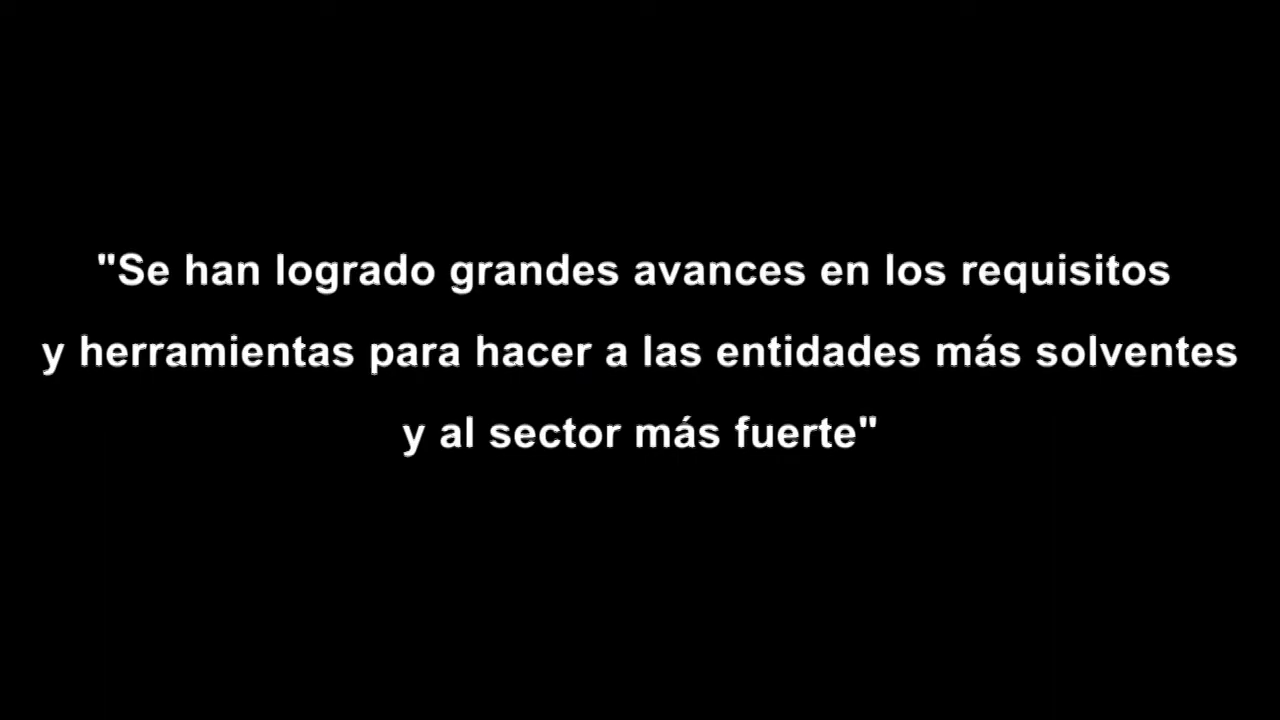 "Se han logrado grandes avances en los requisitos
y herramientas para hacer a las entidades más solventes
y al sector más fuerte"